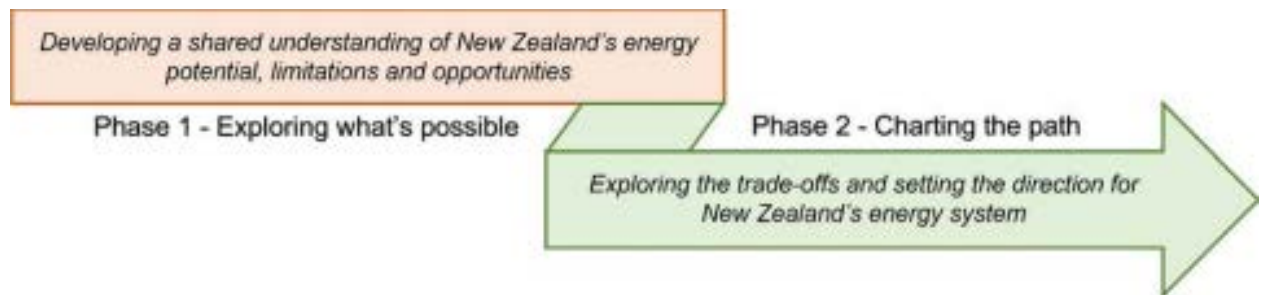 Developing a shared understanding of New Zealand's energy
potential, limitations and opportunities
Phase 1 - Exploring what's possible
Phase 2 - Charting the path
Exploring the trade-offs and setting the direction for
New Zealand's energy system